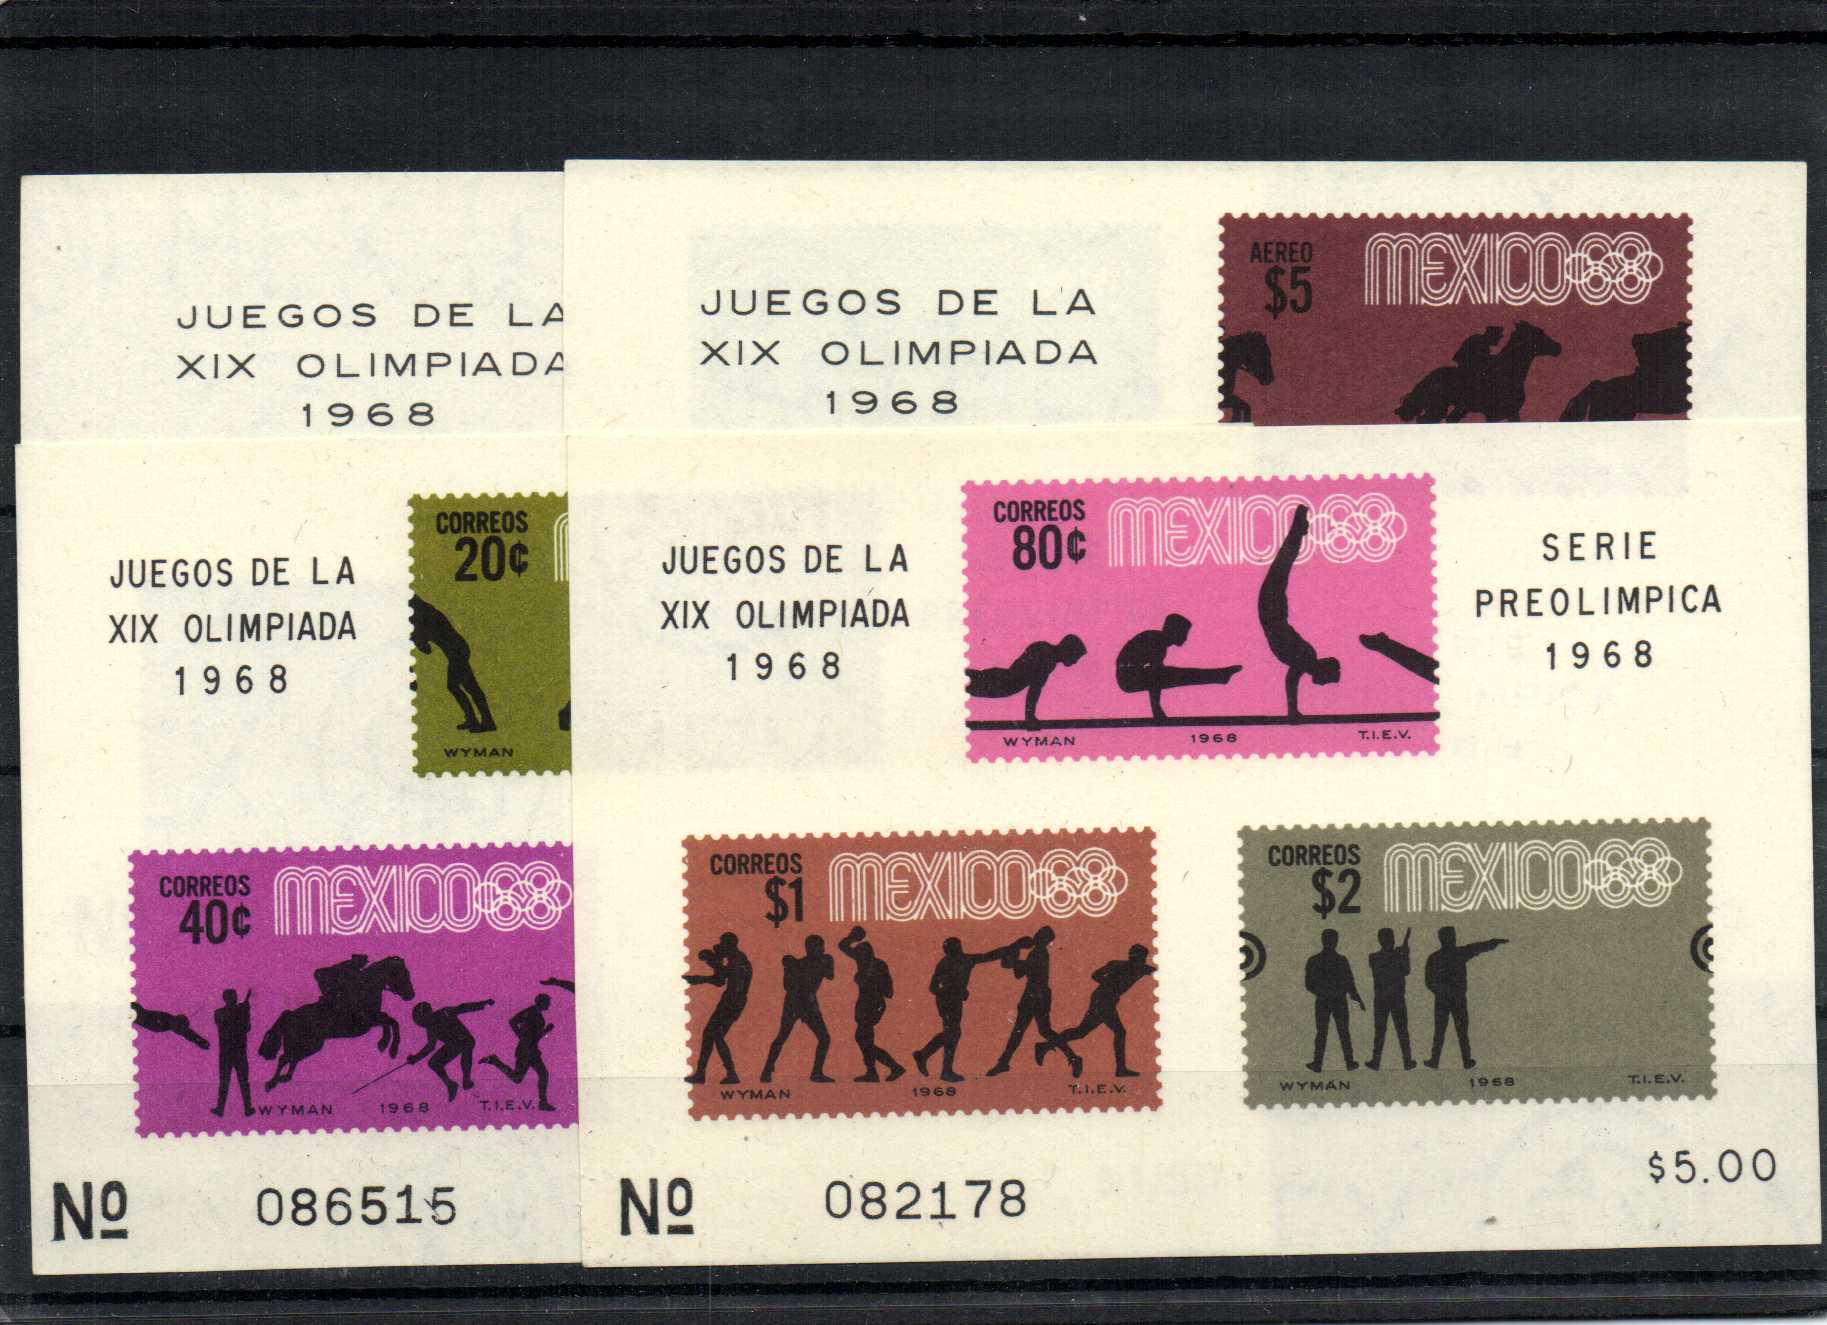 JUEGOS DE LA
XIX OLIMPIADA
1968
JUEGOS DE LA
XIX OLIMPIADA
1968
AEREO
$5
MEXICO68
JUEGOS DE LA
XIX OLIMPIADA
1968
CORREOS
20¢
WYMAN
CORREOS
40¢
MEXICO68
WYMAN 1968 T.I.E.V.
Nº 086515
JUEGOS DE LA
XIX OLIMPIADA
1968
CORREOS
80¢
MEXICO68
WYMAN 1968 T.I.E.V.
SERIE
PREOLIMPICA
1968
CORREOS
$1
MEXICO68
WYMAN 1968 T.I.E.V.
CORREOS
$2
MEXICO68
WYMAN 1968 T.I.E.V.
$5.00
Nº 082178